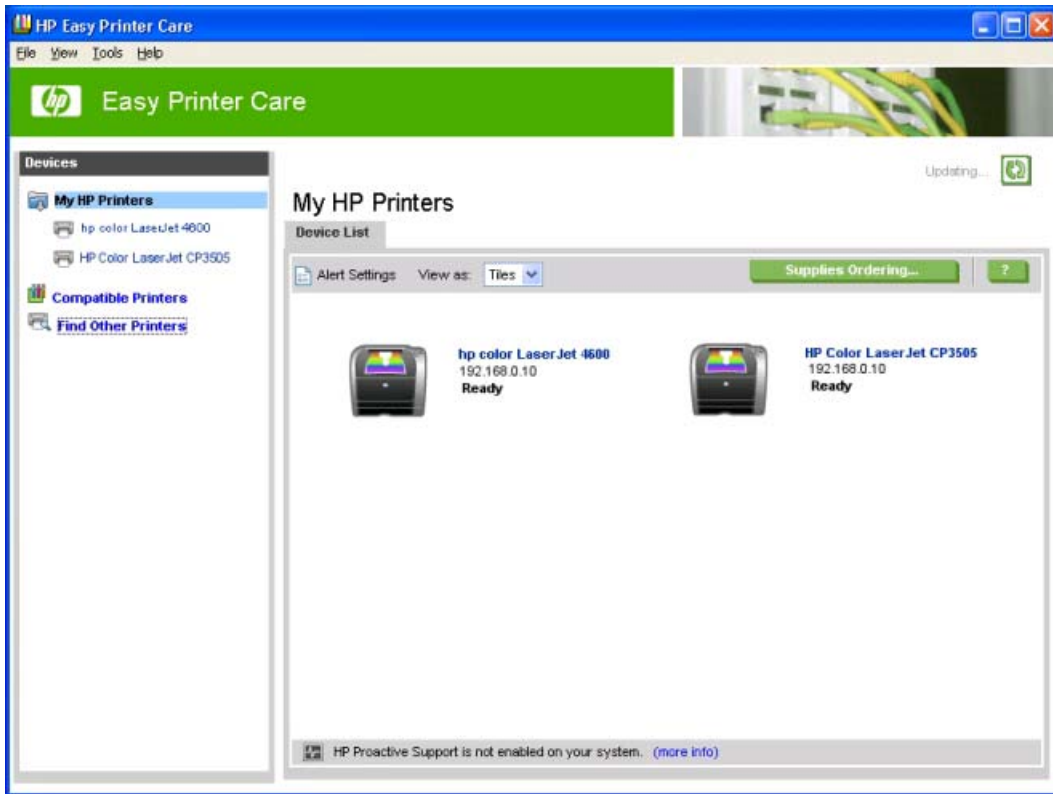 HP Easy Printer Care
File View Tools Help
hp Easy Printer Care
Devices
My HP Printers
hp color LaserJet 4600
HP Color LaserJet CP3505
Compatible Printers
Find Other Printers
Updating...
My HP Printers
Device List
Alert Settings View as: Tiles Supplies Ordering... ?
hp color LaserJet 4600
192.168.0.10
Ready
HP Color LaserJet CP3505
192.168.0.10
Ready
HP Proactive Support is not enabled on your system. (more info)